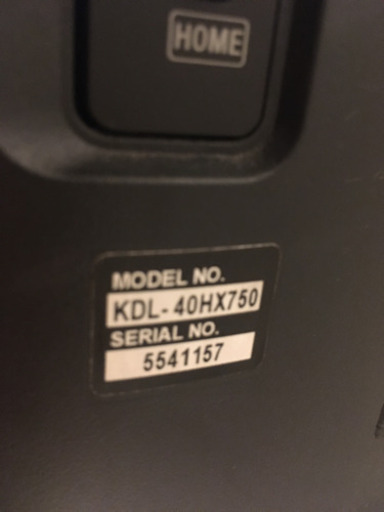 HOME
MODEL NO.
KDL-40HX750
SERIAL NO.
5541157